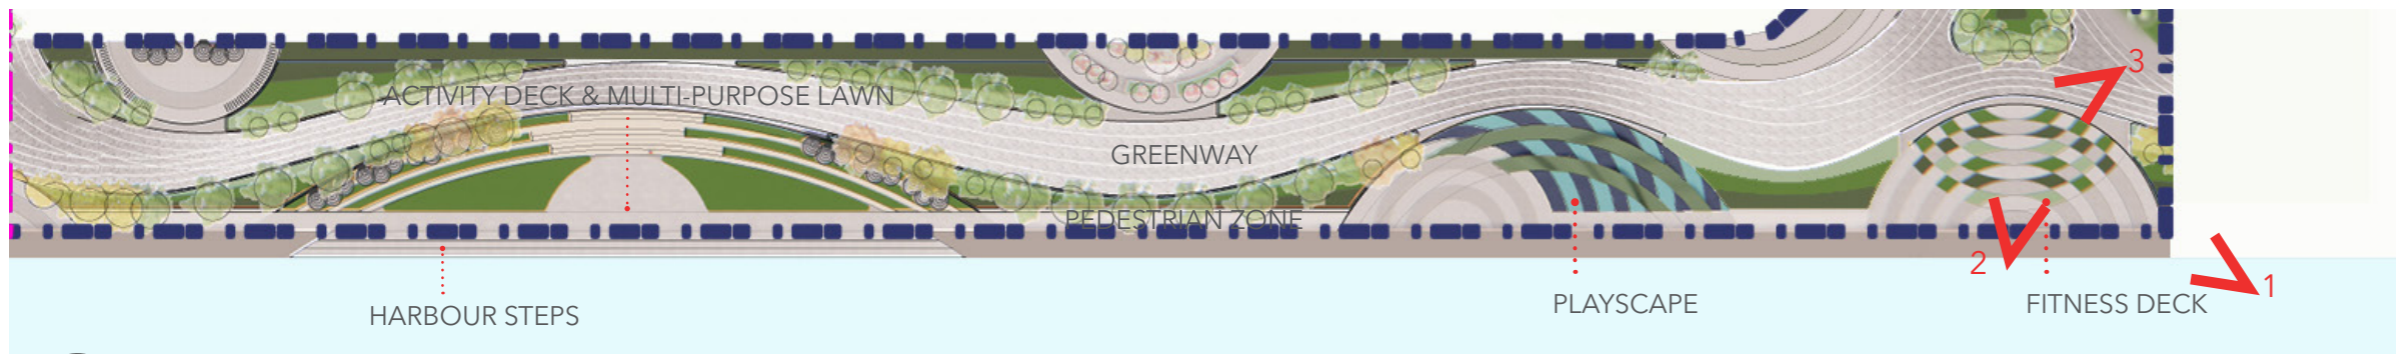 3
ACTIVITY DECK & MULTI-PURPOSE LAWN
GREENWAY
PEDESTRIAN ZONE
2
1
HARBOUR STEPS
PLAYSCAPE
FITNESS DECK